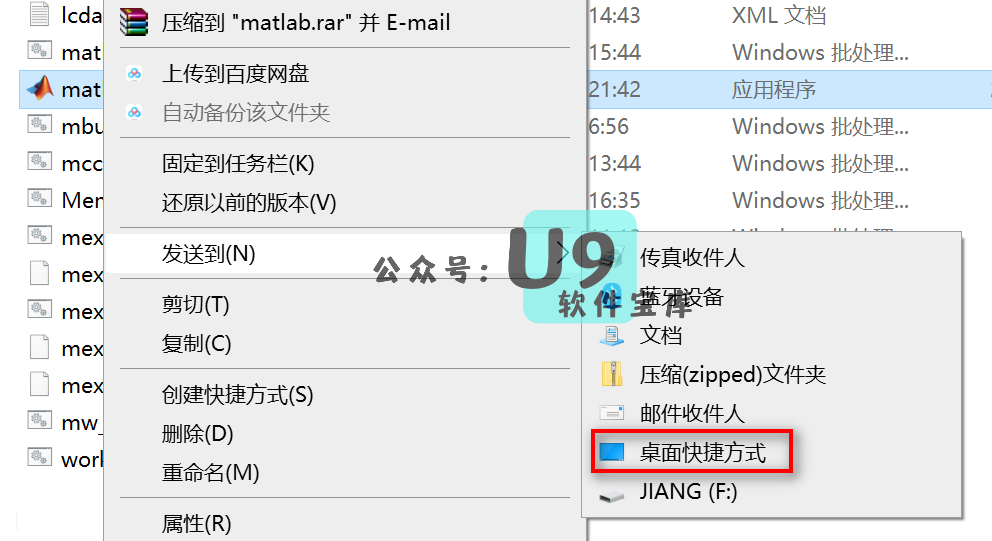 lcda
14:43
XML 文档
压缩到 "matlab.rar" 并 E-mail
matl
15:44
Windows 批处理...
上传到百度网盘
matl
21:42
应用程序
自动备份该文件夹
mbu
6:56
Windows 批处理...
固定到任务栏(K)
mcc
13:44
Windows 批处理...
还原以前的版本(V)
Mer
16:35
Windows 批处理...
发送到(N)
mex
mex
mex
mex
mex
mw_
worl
剪切(T)
复制(C)
创建快捷方式(S)
删除(D)
重命名(M)
属性(R)
传真收件人
蓝牙设备
文档
压缩(zipped)文件夹
邮件收件人
桌面快捷方式
JIANG (F:)
公众号：U9
软件宝库